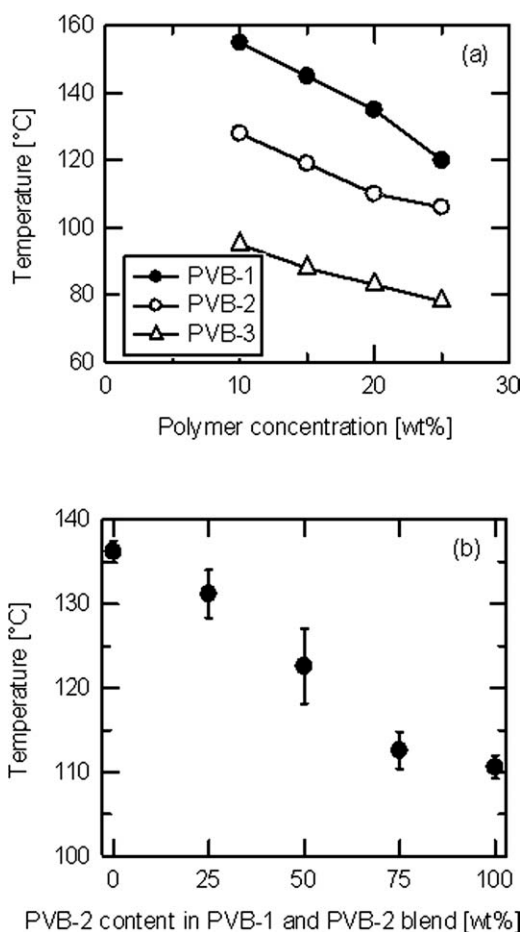 160
(a)
140
120
100
80
60
Temperature [°C]
PVB-1
PVB-2
PVB-3
0
10
20
30
Polymer concentration [wt%]
140
(b)
130
120
110
100
Temperature [°C]
0
25
50
75
100
PVB-2 content in PVB-1 and PVB-2 blend [wt%]